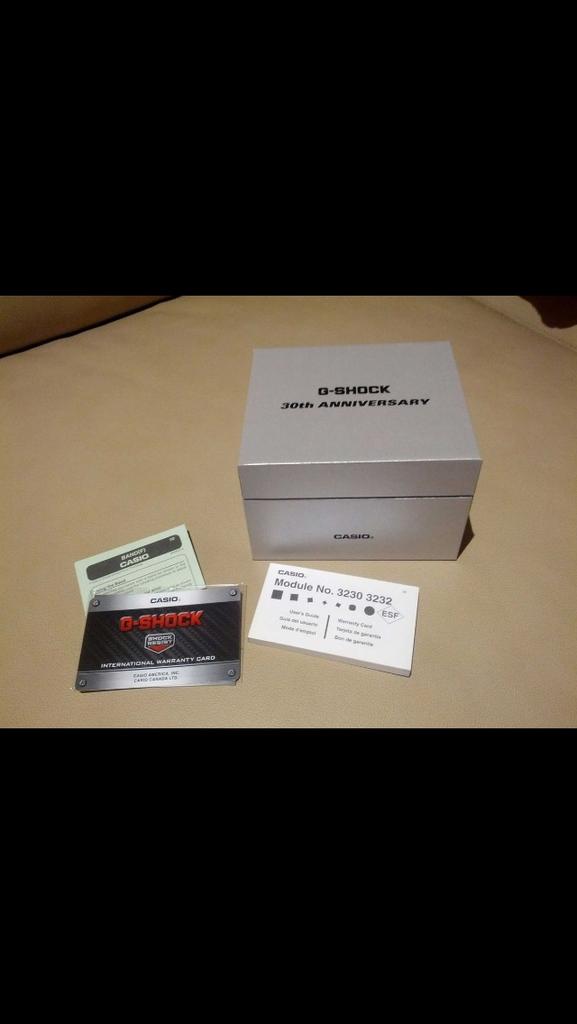 G-SHOCK
30th ANNIVERSARY
CASIO.
BAND(F)
CASIO
CASIO.
G-SHOCK
SHOCK
RESIST
INTERNATIONAL WARRANTY CARD
CASIO AMERICA, INC.
CASIO CANADA LTD.
CASIO.
Module No. 3230 3232
ESF
User's Guide
Guía del usuario
Mode d'emploi
Warranty Card
Tarjeta de garantía
Bon de garantie